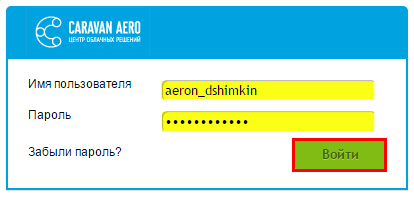 CARAVAN AERO
ЦЕНТР ОБЛАЧНЫХ РЕШЕНИЙ
Имя пользователя aeron_dshimkin
Пароль ••••••••••••
Забыли пароль? Войти